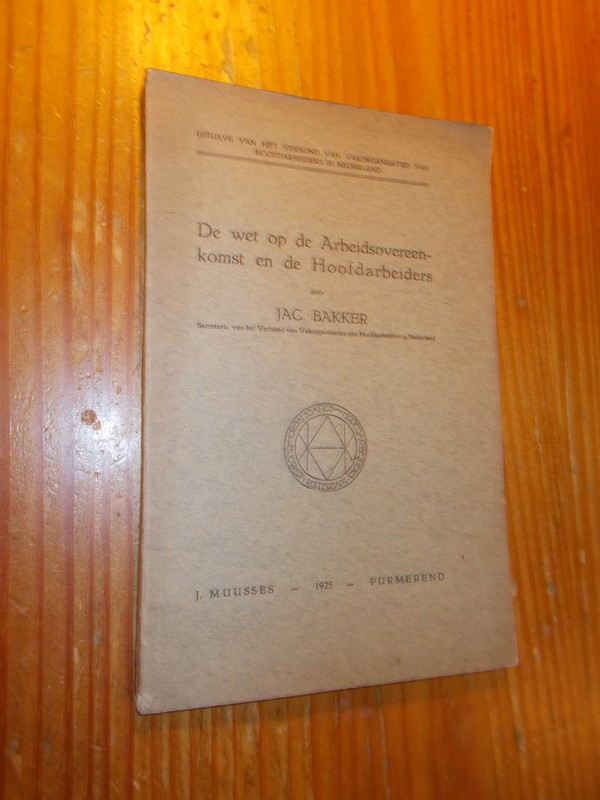 UITGAVE VAN HET VERBOND VAN VAKORGANISATIES VAN
HOOFDARBEIDERS IN NEDERLAND
De wet op de Arbeidsovereen-
komst en de Hoofdarbeiders
door
JAC. BAKKER
Secretaris van het Verbond van Vakorganisaties van Hoofdarbeiders in Nederland
J. MUUSSES — 1925 — PURMEREND